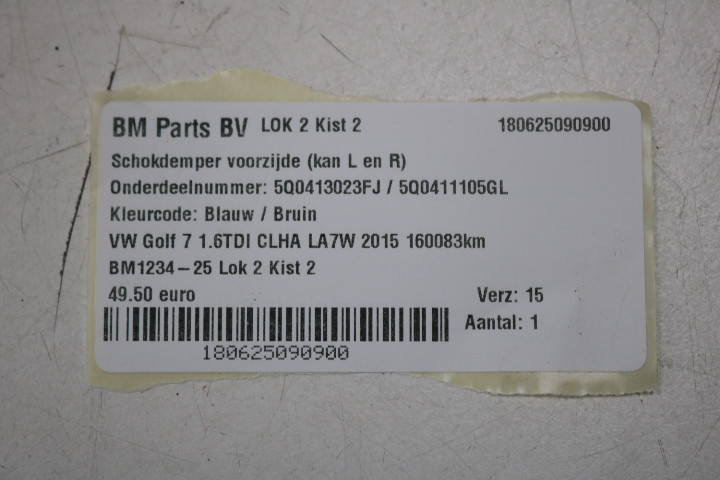 BM Parts BV LOK 2 Kist 2 180625090900
Schokdemper voorzijde (kan L en R)
Onderdeelnummer: 5Q0413023FJ / 5Q0411105GL
Kleurcode: Blauw / Bruin
VW Golf 7 1.6TDI CLHA LA7W 2015 160083km
BM1234-25 Lok 2 Kist 2
49.50 euro Verz: 15
Aantal: 1
180625090900